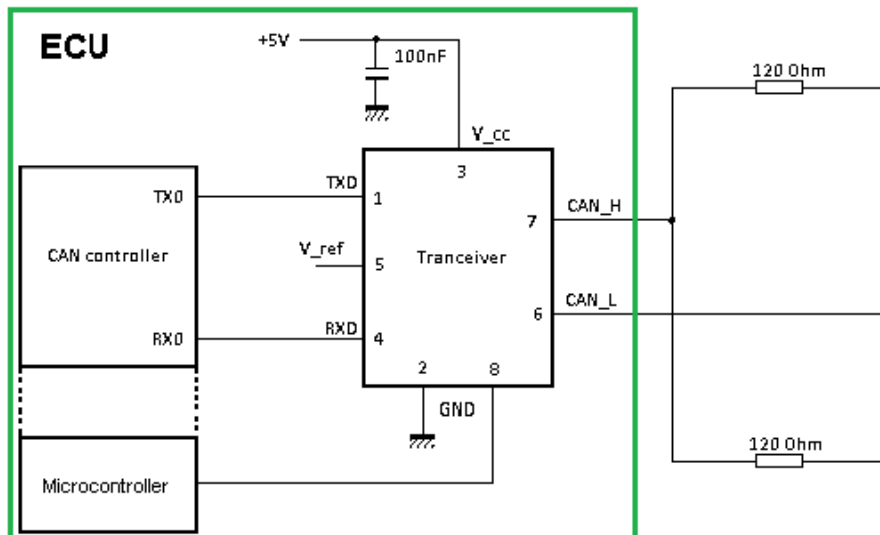 ECU
+5V
100nF
120 Ohm
V_cc
3
TX0
TXD
1
7
CAN_H
CAN controller
V_ref
5
Tranceiver
6
CAN_L
RX0
RXD
4
2
8
GND
120 Ohm
Microcontroller